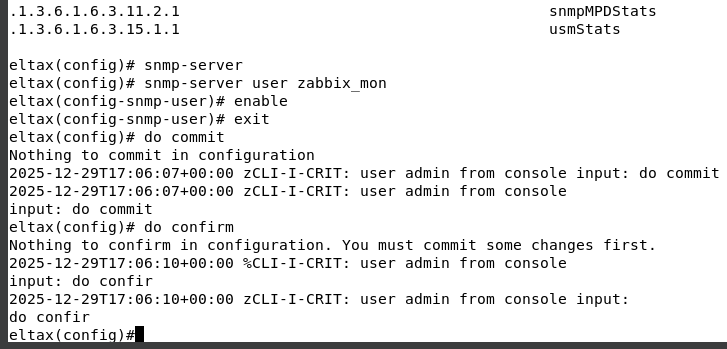 .1.3.6.1.6.3.11.2.1 snmpMPDStats
.1.3.6.1.6.3.15.1.1 usmStats
eltax(config)# snmp-server
eltax(config)# snmp-server user zabbix_mon
eltax(config-snmp-user)# enable
eltax(config-snmp-user)# exit
eltax(config)# do commit
Nothing to commit in configuration
2025-12-29T17:06:07+00:00 zCLI-I-CRIT: user admin from console input: do commit
2025-12-29T17:06:07+00:00 zCLI-I-CRIT: user admin from console
input: do commit
eltax(config)# do confirm
Nothing to confirm in configuration. You must commit some changes first.
2025-12-29T17:06:10+00:00 %CLI-I-CRIT: user admin from console
input: do confir
2025-12-29T17:06:10+00:00 zCLI-I-CRIT: user admin from console input:
do confir
eltax(config)#